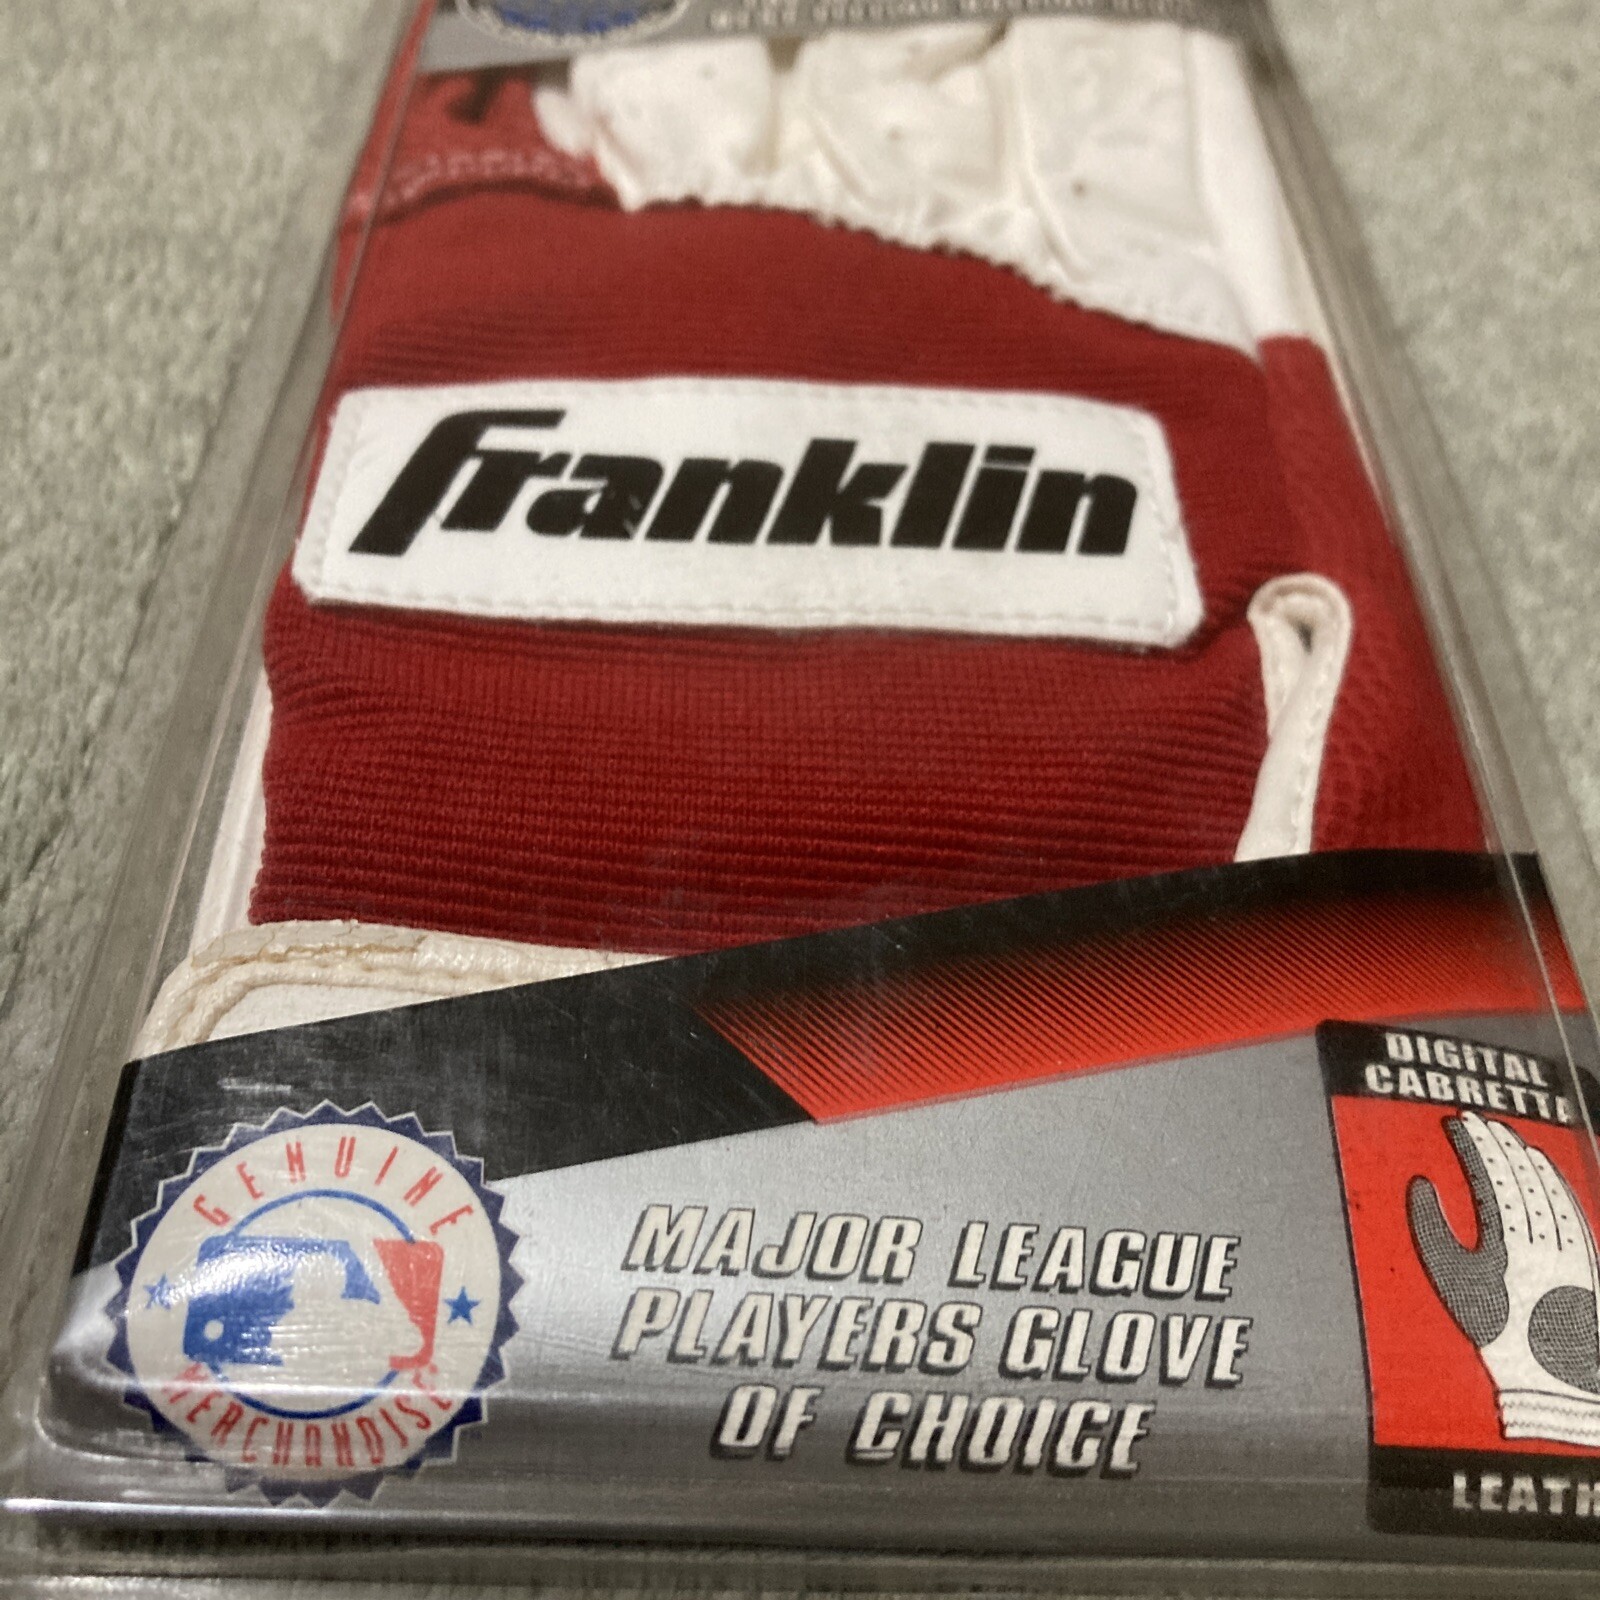 Franklin
DIGITAL
CABRETTA
GENUINE
MERCHANDISE
MAJOR LEAGUE
PLAYERS GLOVE
OF CHOICE